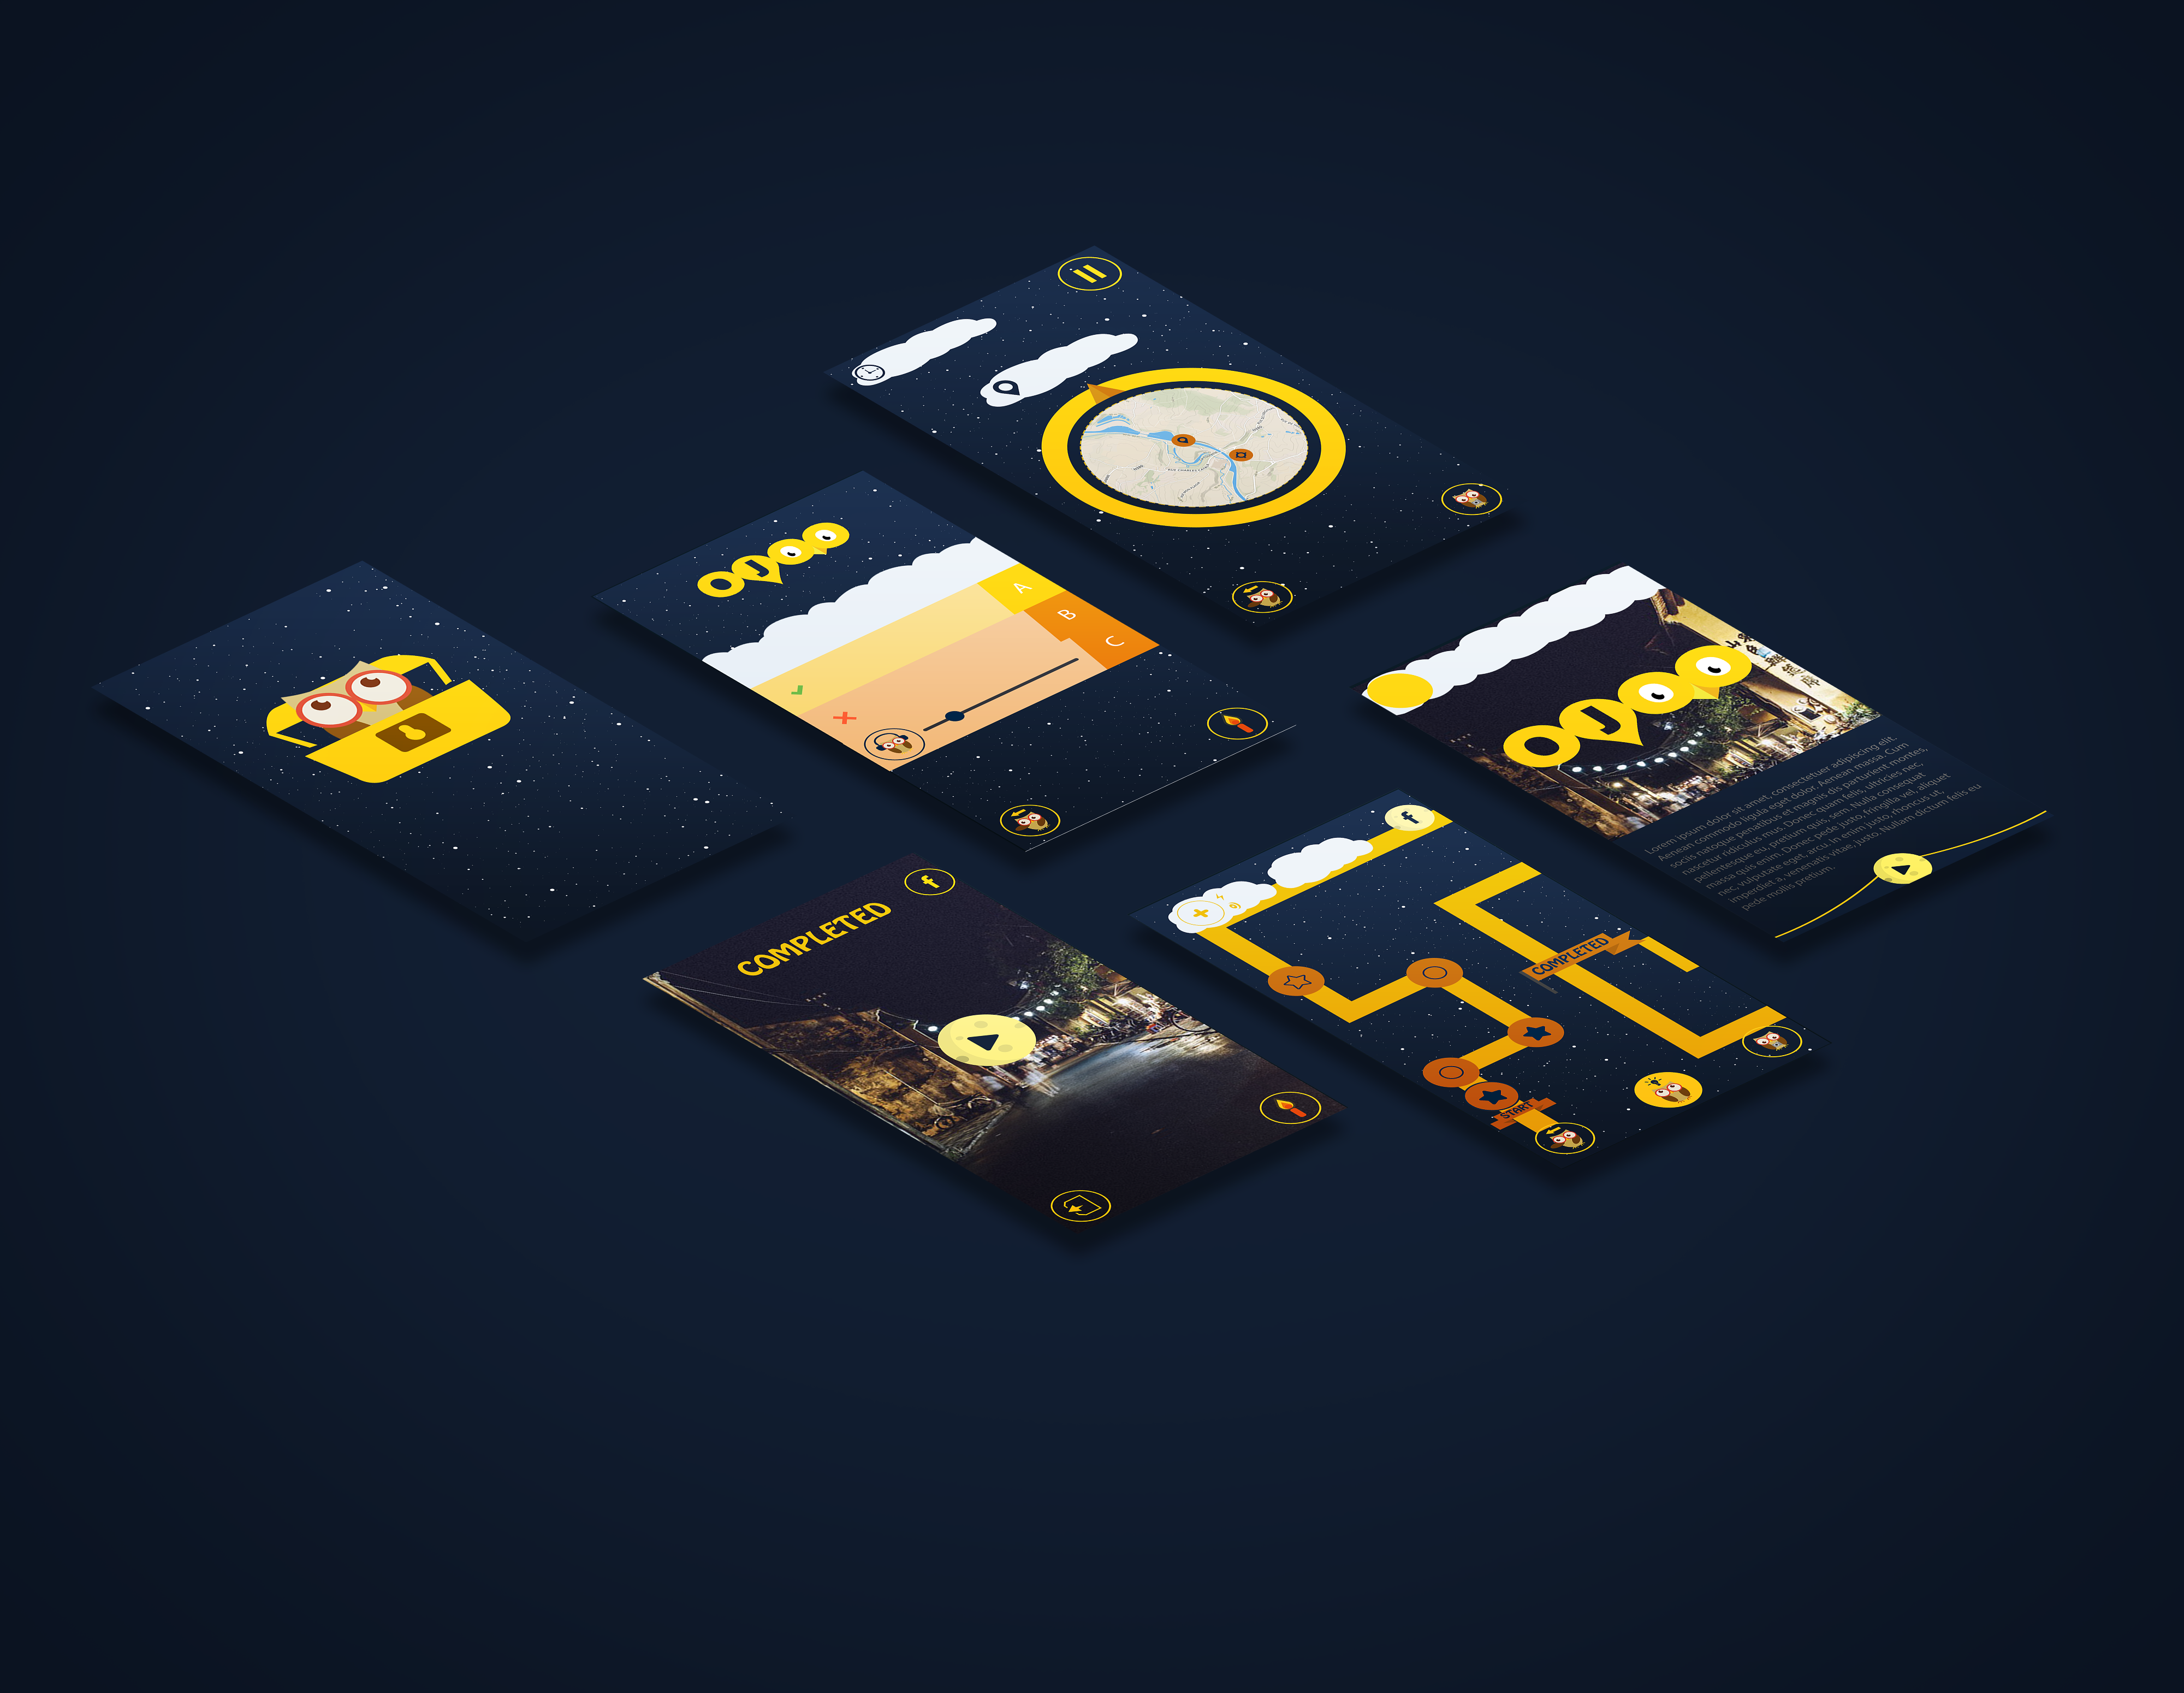 OJOO
A
B
C
RUE CHARLES
OJOO
Lorem ipsum dolor sit amet, consectetuer adipiscing elit.
Aenean commodo ligula eget dolor. Aenean massa. Cum
sociis natoque penatibus et magnis dis parturient montes,
nascetur ridiculus mus. Donec quam felis, ultricies nec,
pellentesque eu, pretium quis, sem. Nulla consequat
massa quis enim. Donec pede justo, fringilla vel, aliquet
nec, vulputate eget, arcu. In enim justo, rhoncus ut,
imperdiet a, venenatis vitae, justo. Nullam dictum felis eu
pede mollis pretium.
COMPLETED
f
f
COMPLETED
START